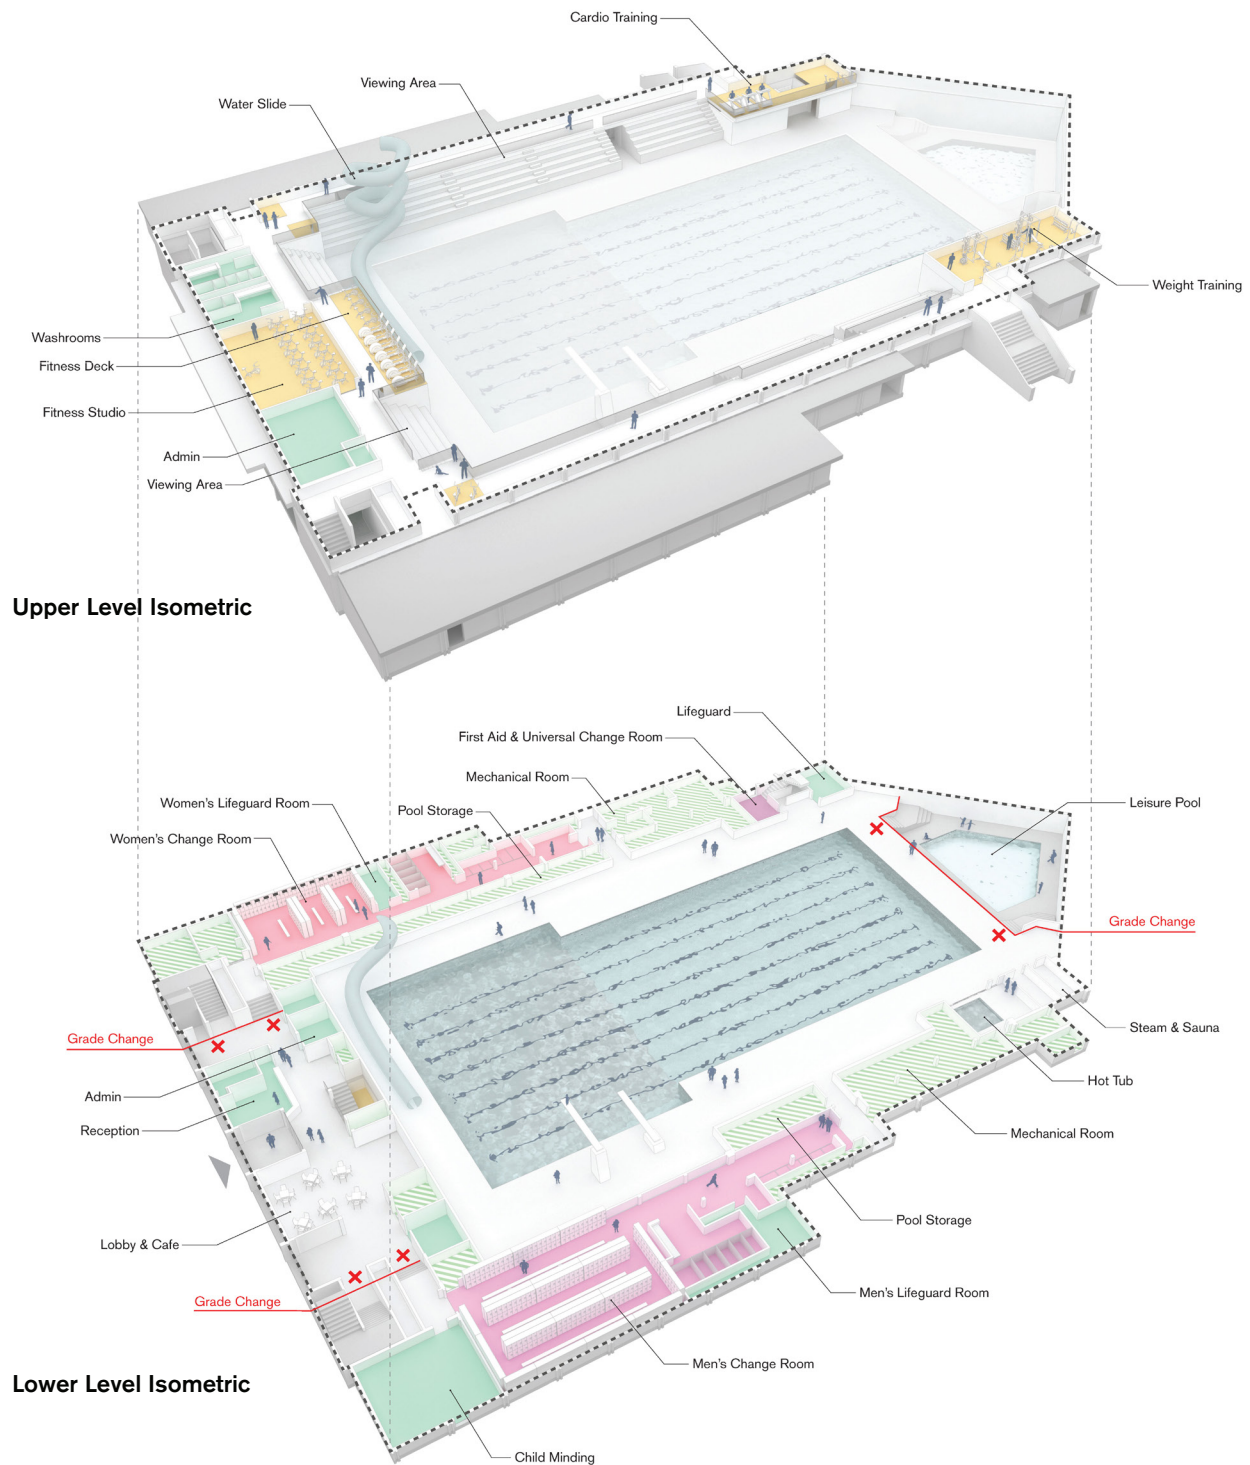 Cardio Training
Viewing Area
Water Slide
Weight Training
Washrooms
Fitness Deck
Fitness Studio
Admin
Viewing Area
Upper Level Isometric
Lifeguard
First Aid & Universal Change Room
Mechanical Room
Women's Lifeguard Room
Pool Storage
Leisure Pool
Women's Change Room
Grade Change
Steam & Sauna
Grade Change
Hot Tub
Admin
Reception
Mechanical Room
Pool Storage
Lobby & Cafe
Men's Lifeguard Room
Grade Change
Men's Change Room
Lower Level Isometric
Child Minding